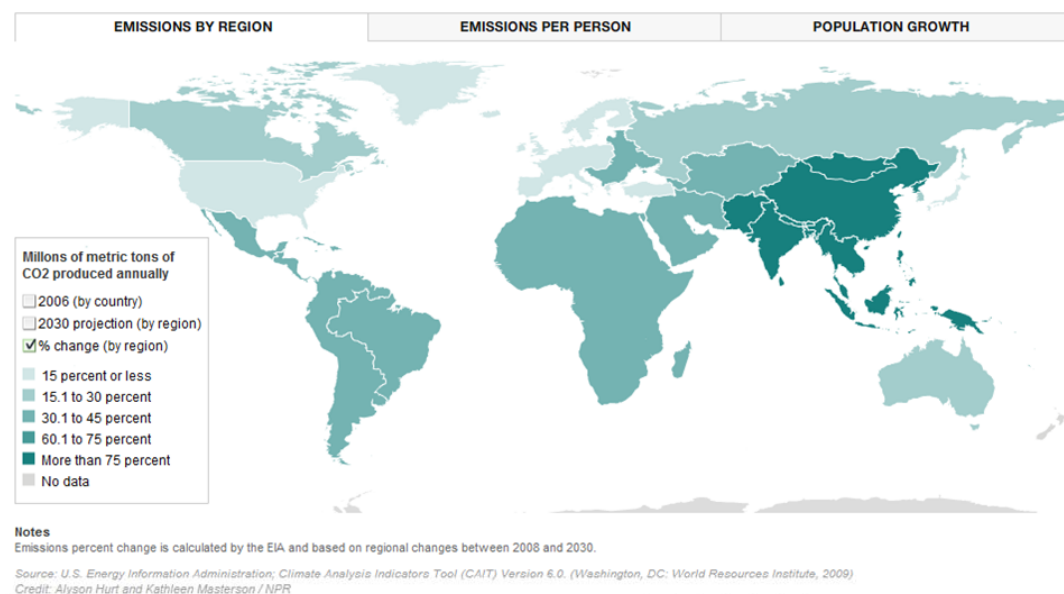 EMISSIONS BY REGION
EMISSIONS PER PERSON
POPULATION GROWTH
Millons of metric tons of
CO2 produced annually
2006 (by country)
2030 projection (by region)
% change (by region)
15 percent or less
15.1 to 30 percent
30.1 to 45 percent
60.1 to 75 percent
More than 75 percent
No data
Notes
Emissions percent change is calculated by the EIA and based on regional changes between 2008 and 2030.
Source: U.S. Energy Information Administration; Climate Analysis Indicators Tool (CAIT) Version 6.0. (Washington, DC: World Resources Institute, 2009)
Credit: Alyson Hurt and Kathleen Masterson / NPR